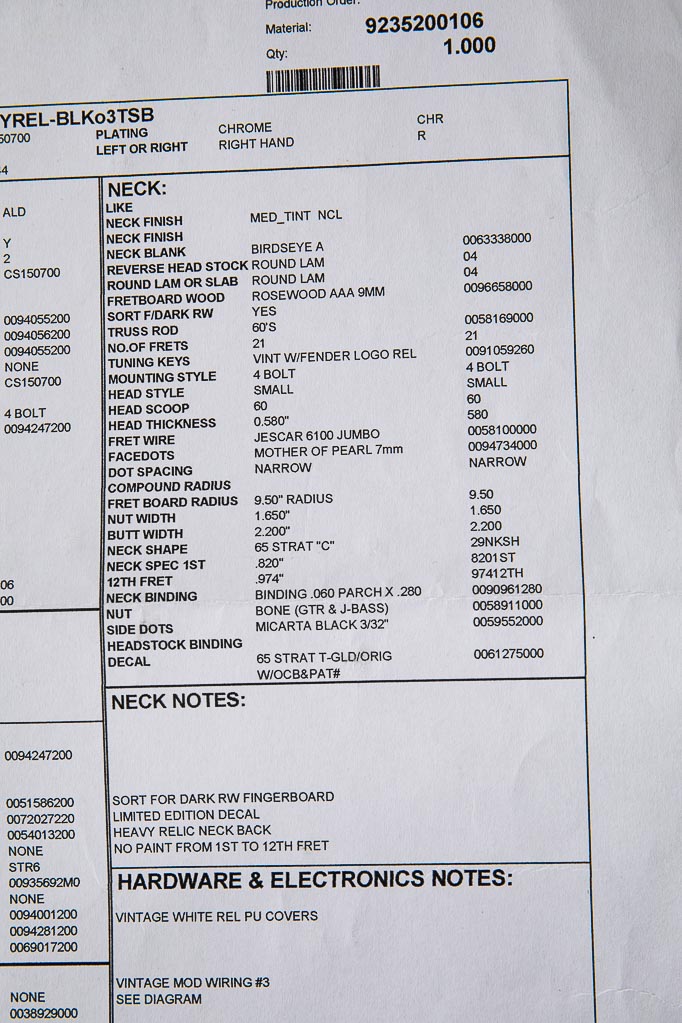 Production Order:
Material: 9235200106
Qty: 1.000
YREL-BLKo3TSB
50700 PLATING CHROME CHR
LEFT OR RIGHT RIGHT HAND R
4
NECK:
LIKE
NECK FINISH MED_TINT NCL
NECK FINISH
NECK BLANK BIRDSEYE A 0063338000
REVERSE HEAD STOCK ROUND LAM 04
ROUND LAM OR SLAB ROUND LAM 04
FRETBOARD WOOD ROSEWOOD AAA 9MM 0096658000
SORT F/DARK RW YES
TRUSS ROD 60'S 0058169000
NO.OF FRETS 21 21
TUNING KEYS VINT W/FENDER LOGO REL 0091059260
MOUNTING STYLE 4 BOLT 4 BOLT
HEAD STYLE SMALL SMALL
HEAD SCOOP 60 60
HEAD THICKNESS 0.580" 580
FRET WIRE JESCAR 6100 JUMBO 0058100000
FACEDOTS MOTHER OF PEARL 7mm 0094734000
DOT SPACING NARROW NARROW
COMPOUND RADIUS
FRET BOARD RADIUS 9.50" RADIUS 9.50
NUT WIDTH 1.650" 1.650
BUTT WIDTH 2.200" 2.200
NECK SHAPE 65 STRAT "C" 29NKSH
NECK SPEC 1ST .820" 8201ST
12TH FRET .974" 97412TH
NECK BINDING BINDING .060 PARCH X .280 0090961280
NUT BONE (GTR & J-BASS) 0058911000
SIDE DOTS MICARTA BLACK 3/32" 0059552000
HEADSTOCK BINDING
DECAL 65 STRAT T-GLD/ORIG 0061275000
W/OCB&PAT#
ALD
Y
2
CS150700
0094055200
0094056200
0094055200
NONE
CS150700
4 BOLT
0094247200
06
00
NECK NOTES:
SORT FOR DARK RW FINGERBOARD
LIMITED EDITION DECAL
HEAVY RELIC NECK BACK
NO PAINT FROM 1ST TO 12TH FRET
0094247200
0051586200
0072027220
0054013200
NONE
STR6
00935692M0
NONE
0094001200
0094281200
0069017200
HARDWARE & ELECTRONICS NOTES:
VINTAGE WHITE REL PU COVERS
VINTAGE MOD WIRING #3
SEE DIAGRAM
NONE
0038929000